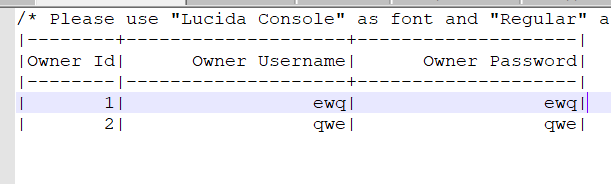 /* Please use "Lucida Console" as font and "Regular" a
|--------+--------------------+--------------------|
|Owner Id|      Owner Username|      Owner Password|
|--------|--------------------+--------------------|
|       1|                 ewq|                 ewq|
|       2|                 qwe|                 qwe|